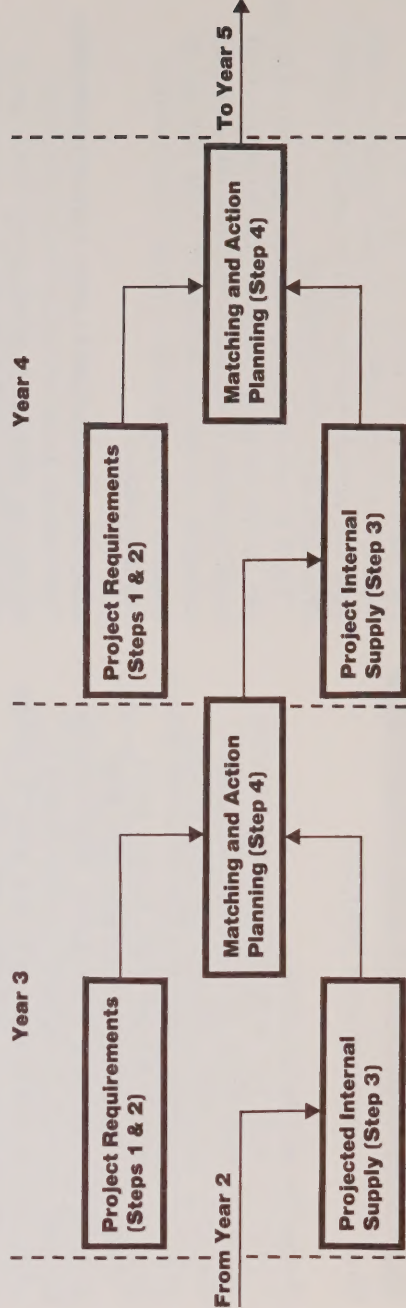 Year 3
Year 4
From Year 2
Project Requirements
(Steps 1 & 2)
Projected Internal
Supply (Step 3)
Matching and Action
Planning (Step 4)
Project Requirements
(Steps 1 & 2)
Project Internal
Supply (Step 3)
Matching and Action
Planning (Step 4)
To Year 5